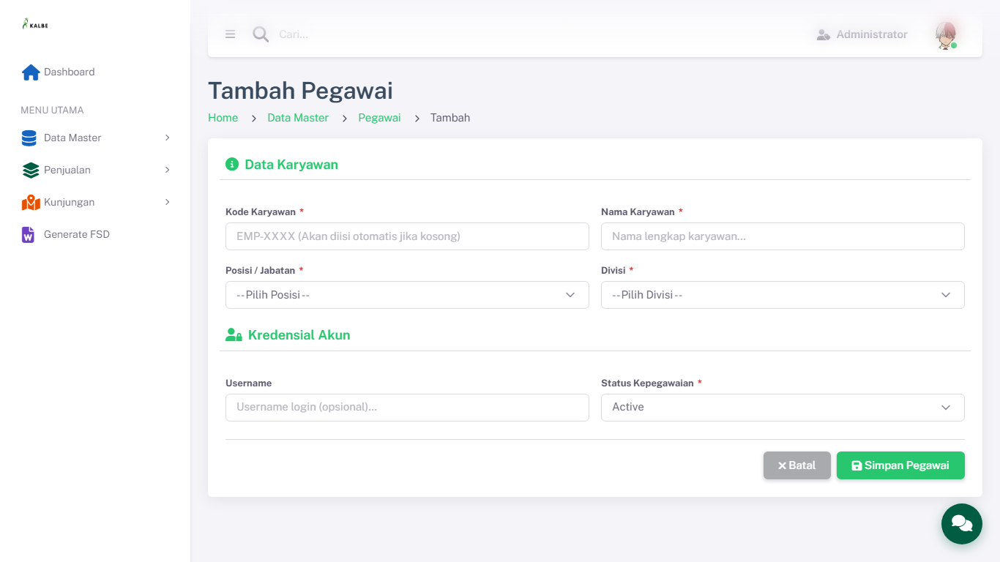 KALBE
Cari...
Administrator
Dashboard
MENU UTAMA
Data Master
Penjualan
Kunjungan
Generate FSD
Tambah Pegawai
Home > Data Master > Pegawai > Tambah
Data Karyawan
Kode Karyawan * Nama Karyawan *
EMP-XXXX (Akan diisi otomatis jika kosong) Nama lengkap karyawan...
Posisi / Jabatan * Divisi *
-- Pilih Posisi -- -- Pilih Divisi --
Kredensial Akun
Username Status Kepegawaian *
Username login (opsional)... Active
Batal Simpan Pegawai